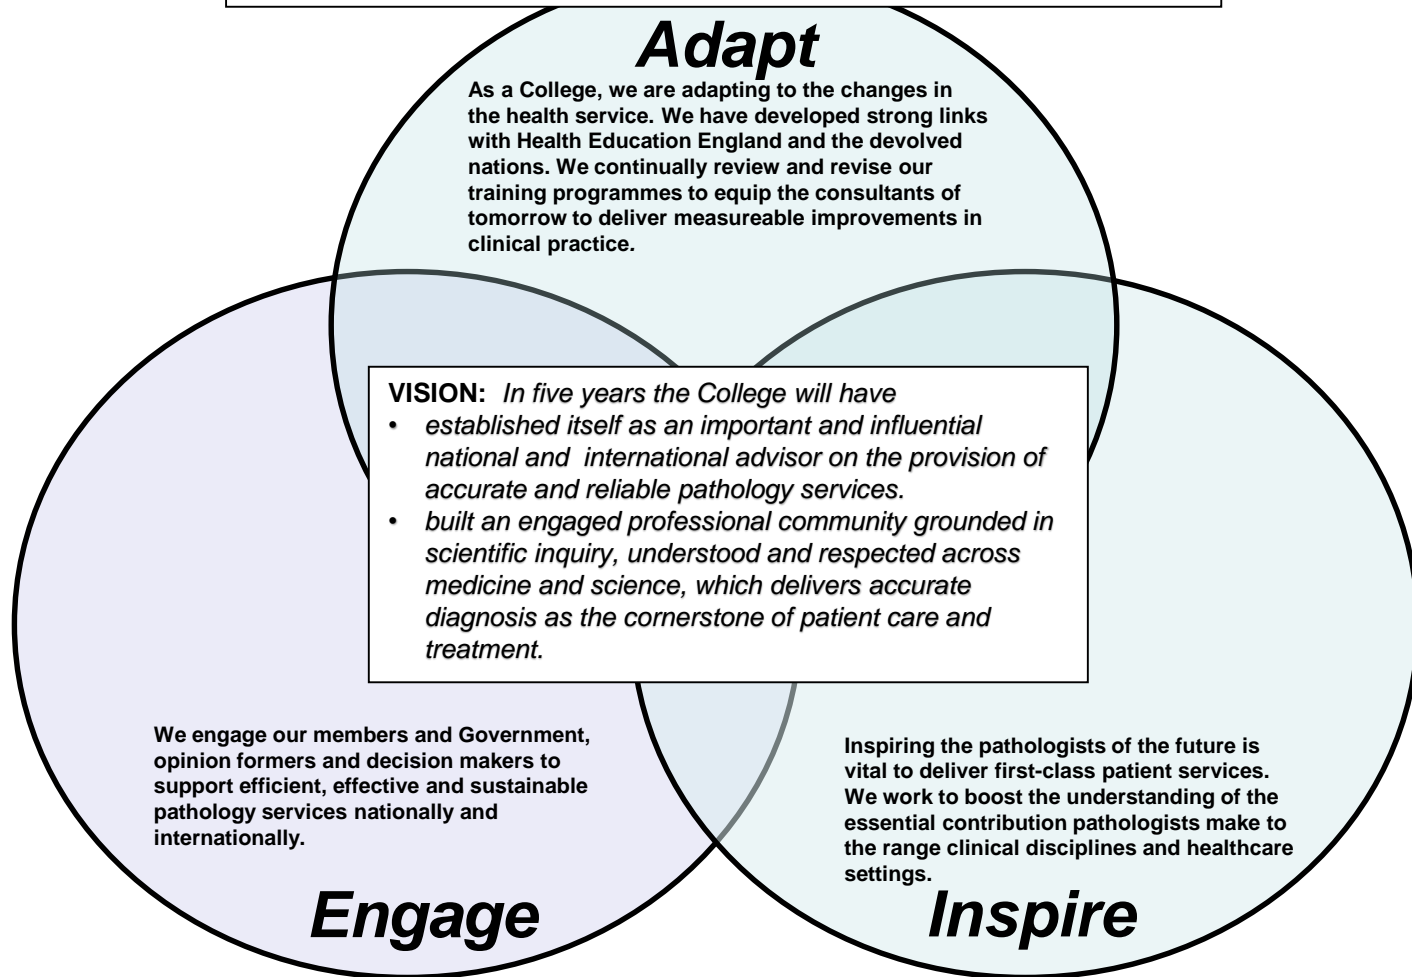 Adapt
As a College, we are adapting to the changes in
the health service. We have developed strong links
with Health Education England and the devolved
nations. We continually review and revise our
training programmes to equip the consultants of
tomorrow to deliver measureable improvements in
clinical practice.
VISION: In five years the College will have
• established itself as an important and influential
national and international advisor on the provision of
accurate and reliable pathology services.
• built an engaged professional community grounded in
scientific inquiry, understood and respected across
medicine and science, which delivers accurate
diagnosis as the cornerstone of patient care and
treatment.
We engage our members and Government,
opinion formers and decision makers to
support efficient, effective and sustainable
pathology services nationally and
internationally.
Engage
Inspiring the pathologists of the future is
vital to deliver first-class patient services.
We work to boost the understanding of the
essential contribution pathologists make to
the range clinical disciplines and healthcare
settings.
Inspire